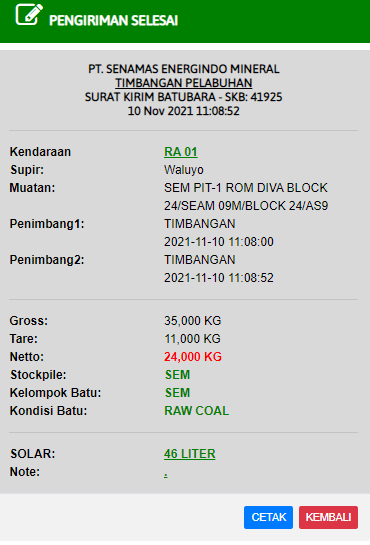 PENGIRIMAN SELESAI
PT. SENAMAS ENERGINDO MINERAL
TIMBANGAN PELABUHAN
SURAT KIRIM BATUBARA - SKB: 41925
10 Nov 2021 11:08:52
Kendaraan RA 01
Supir: Waluyo
Muatan: SEM PIT-1 ROM DIVA BLOCK
24/SEAM 09M/BLOCK 24/AS9
Penimbang1: TIMBANGAN
2021-11-10 11:08:00
Penimbang2: TIMBANGAN
2021-11-10 11:08:52
Gross: 35,000 KG
Tare: 11,000 KG
Netto: 24,000 KG
Stockpile: SEM
Kelompok Batu: SEM
Kondisi Batu: RAW COAL
SOLAR: 46 LITER
Note: .
CETAK KEMBALI